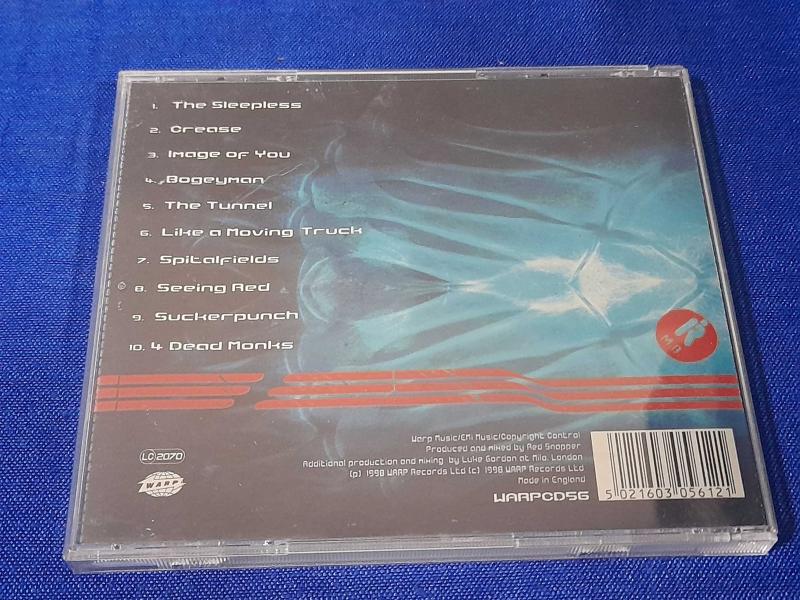 1. The Sleepless
2. Crease
3. Image of You
4. Bogeyman
5. The Tunnel
6. Like a Moving Truck
7. Spitalfields
8. Seeing Red
9. Suckerpunch
10. 4 Dead Monks
Warp Music/EMI Music/Copyright Control
Produced and mixed by Red Snapper
Additional production and mixing by Luke Gordon at Milo, London
(p) 1998 WARP Records Ltd (c) 1998 WARP Records Ltd
Made in England
LC 2070
WARP
WARPCD56
5 021603 056121